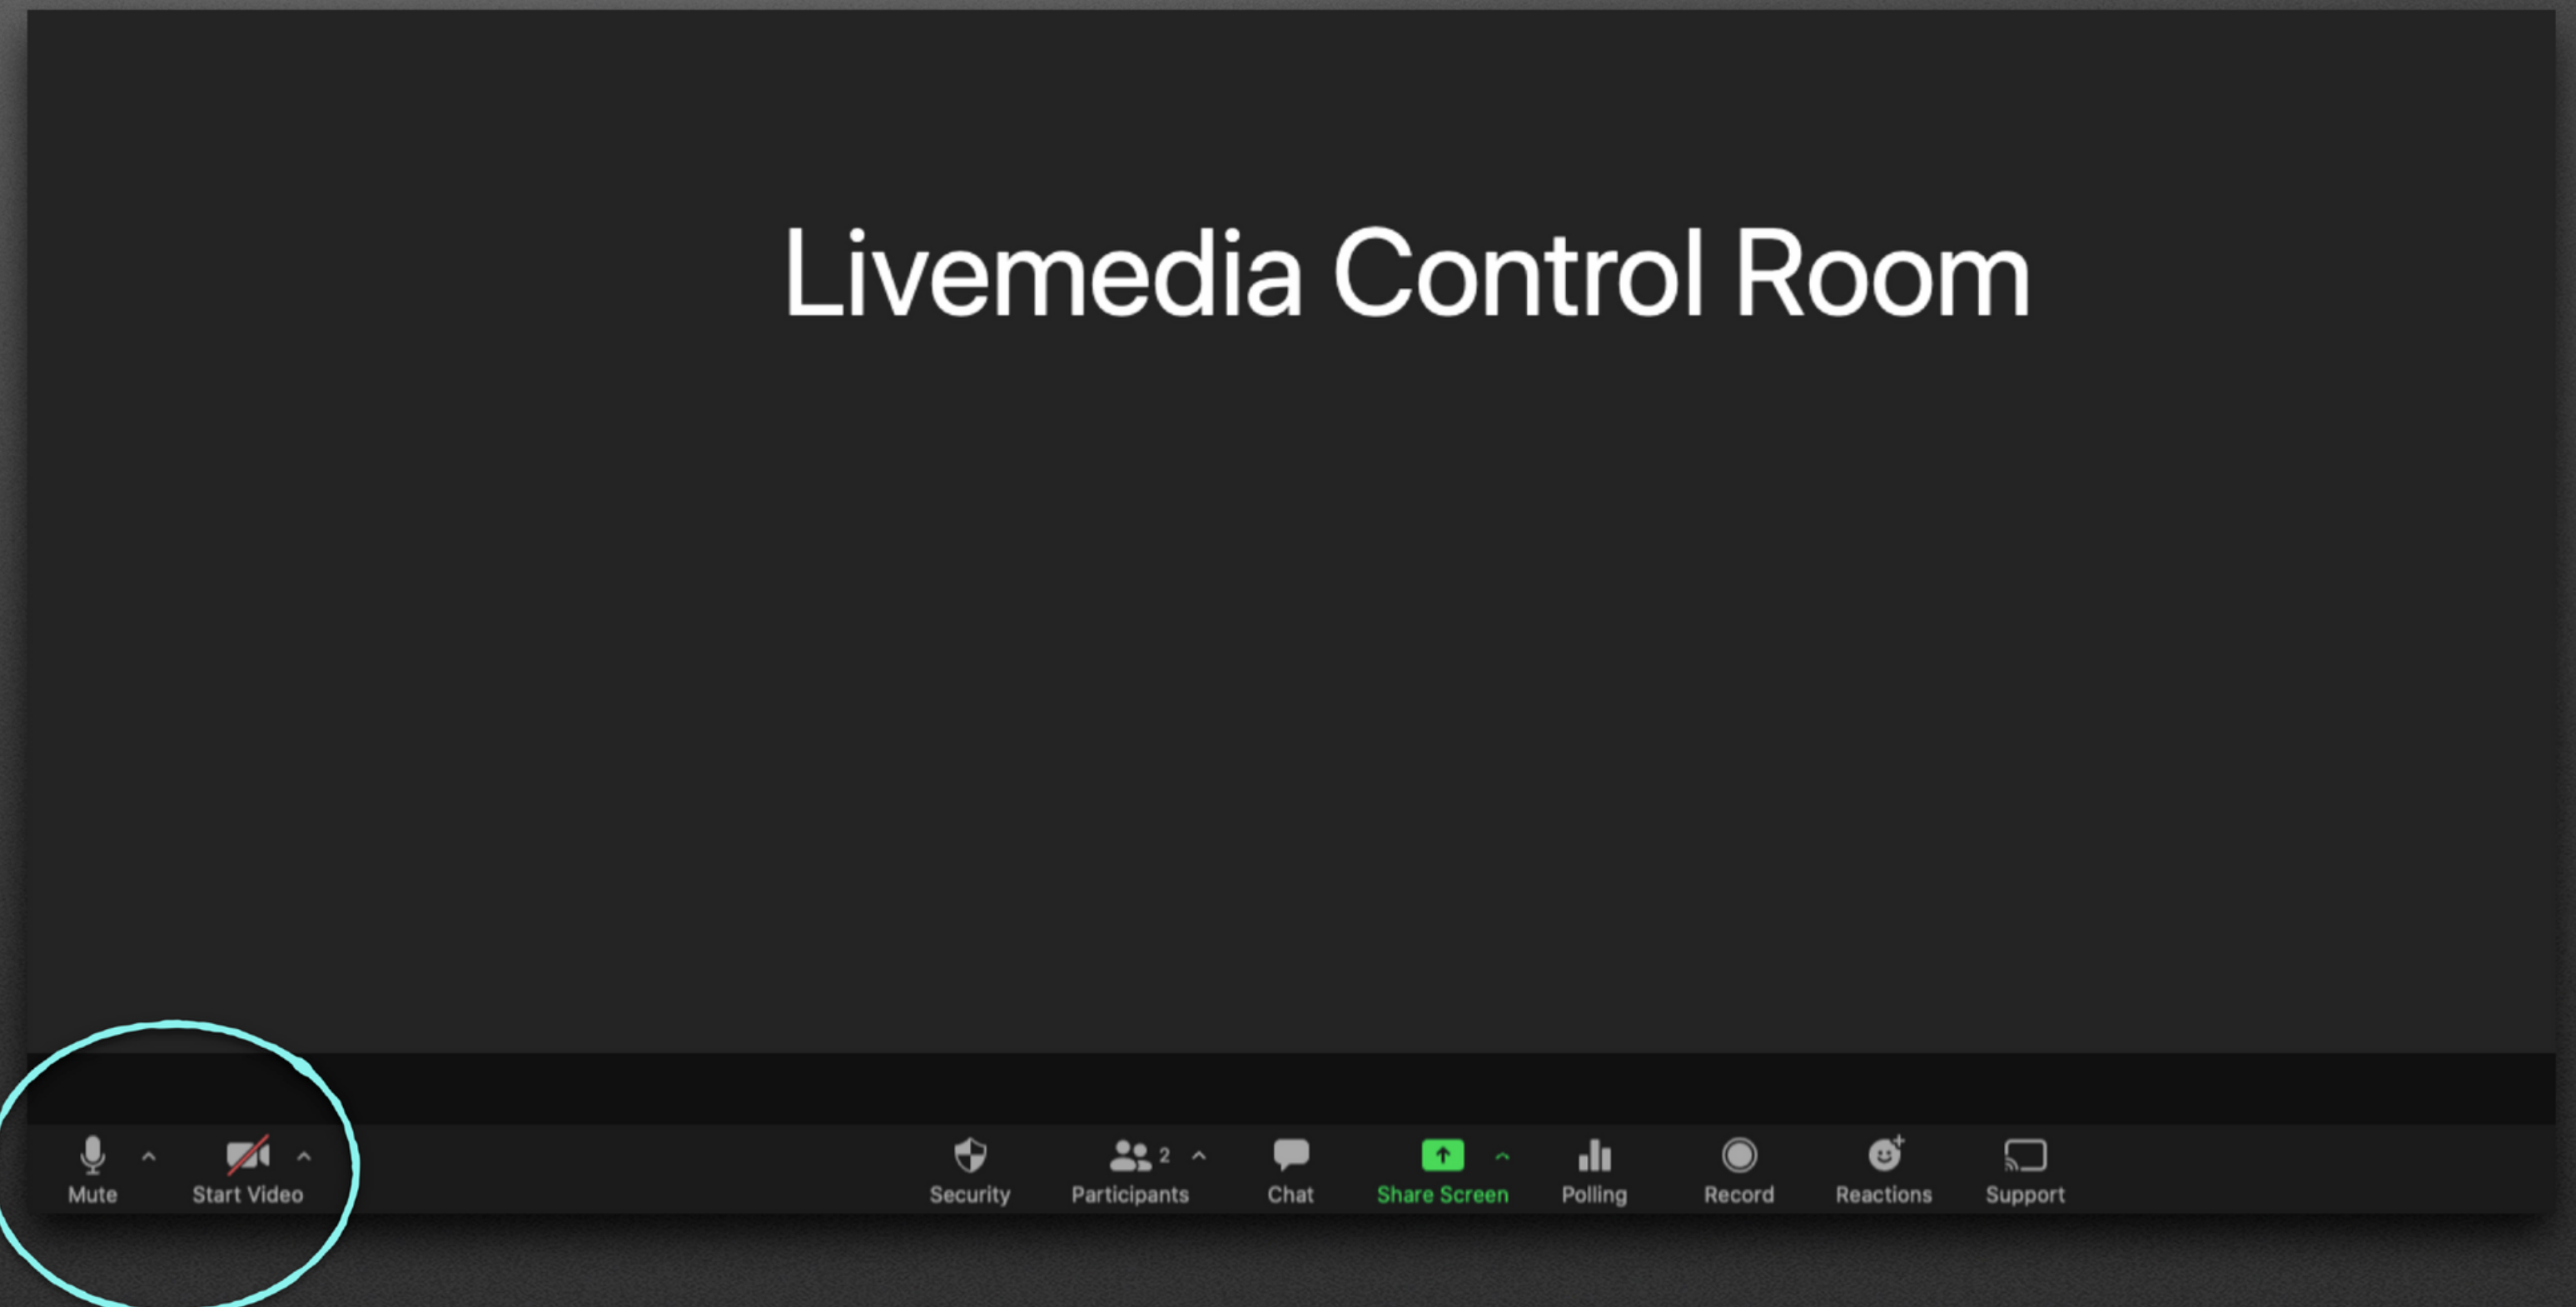 Livemedia Control Room
2
Mute Start Video Security Participants Chat Share Screen Polling Record Reactions Support